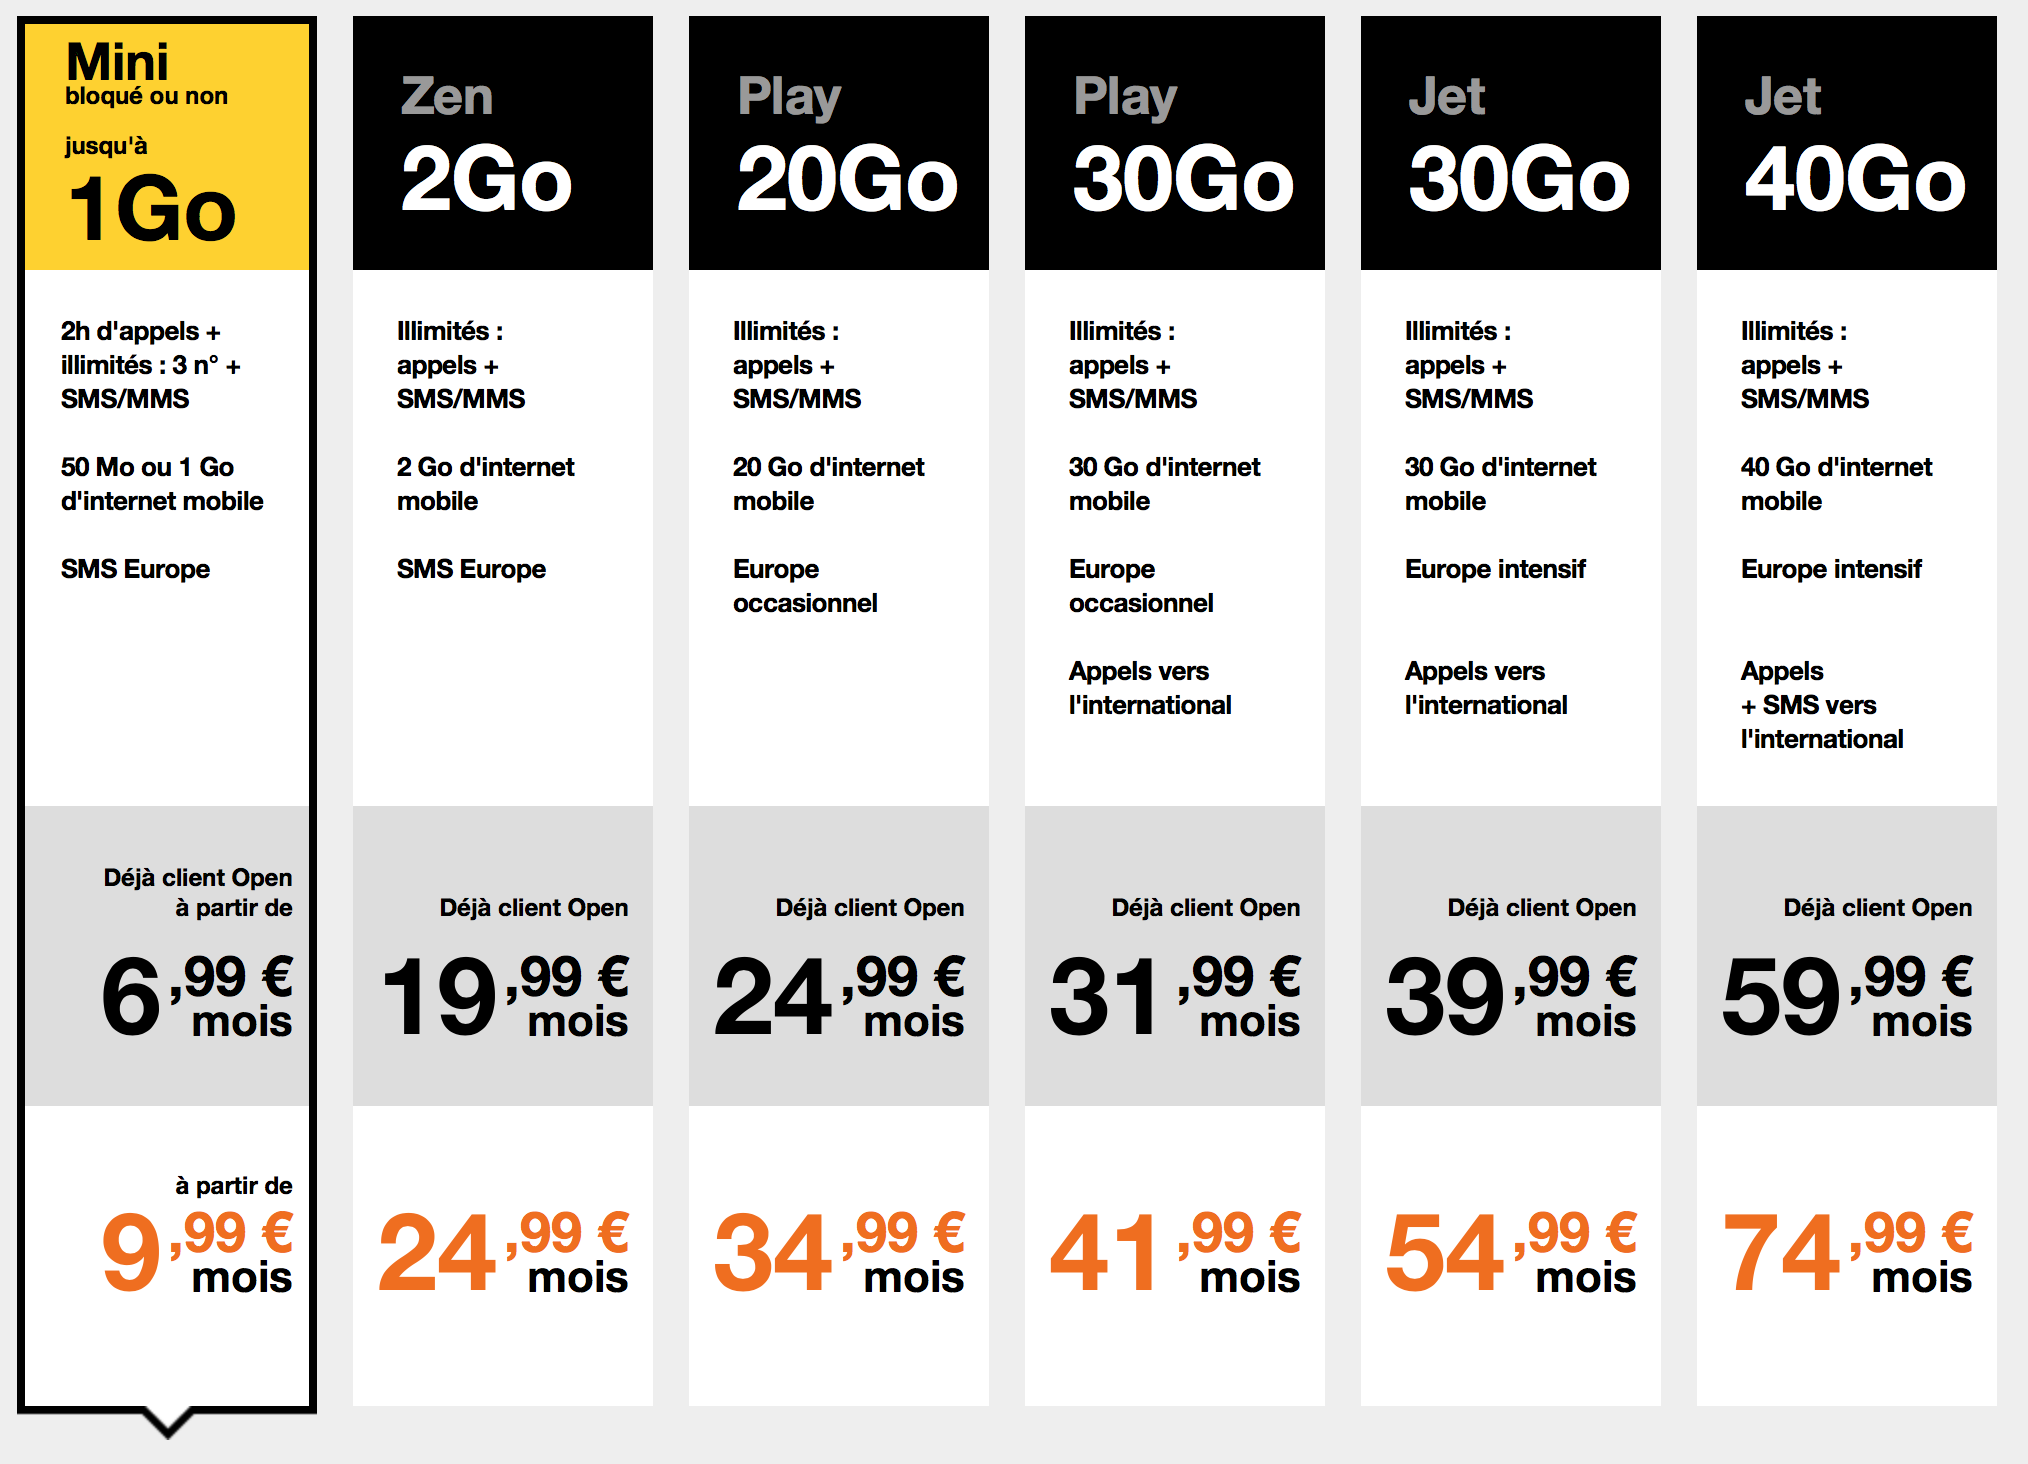 Mini
bloqué ou non
jusqu'à
1Go
2h d'appels +
illimités : 3 n° +
SMS/MMS
50 Mo ou 1 Go
d'internet mobile
SMS Europe
Déjà client Open
à partir de
6,99 €
mois
à partir de
9,99 €
mois
Zen
2Go
Illimités :
appels +
SMS/MMS
2 Go d'internet
mobile
SMS Europe
Déjà client Open
19,99 €
mois
24,99 €
mois
Play
20Go
Illimités :
appels +
SMS/MMS
20 Go d'internet
mobile
Europe
occasionnel
Déjà client Open
24,99 €
mois
34,99 €
mois
Play
30Go
Illimités :
appels +
SMS/MMS
30 Go d'internet
mobile
Europe
occasionnel
Appels vers
l'international
Déjà client Open
31,99 €
mois
41,99 €
mois
Jet
30Go
Illimités :
appels +
SMS/MMS
30 Go d'internet
mobile
Europe intensif
Appels vers
l'international
Déjà client Open
39,99 €
mois
54,99 €
mois
Jet
40Go
Illimités :
appels +
SMS/MMS
40 Go d'internet
mobile
Europe intensif
Appels
+ SMS vers
l'international
Déjà client Open
59,99 €
mois
74,99 €
mois